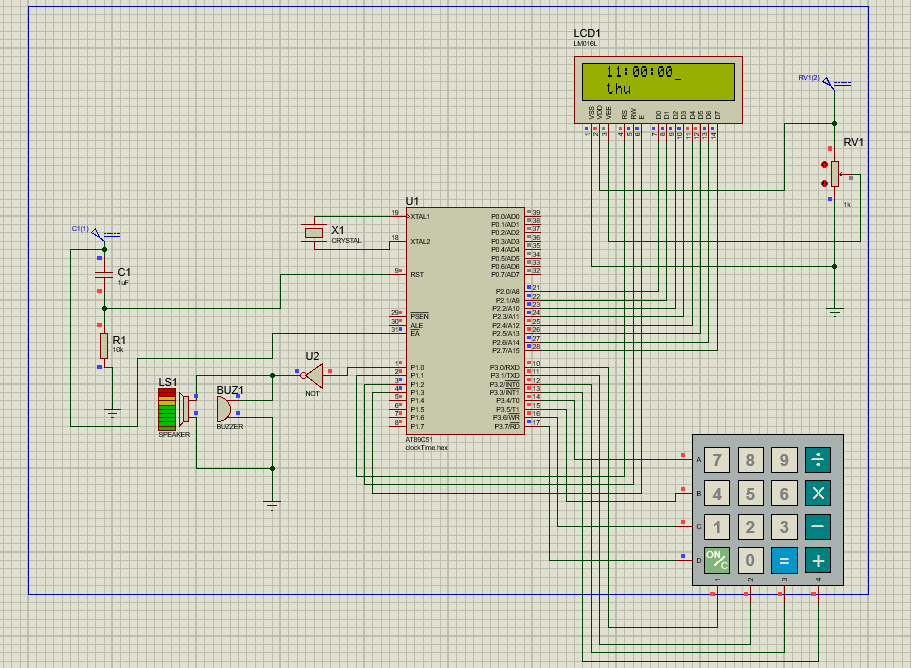 LCD1
LM016L
11:00:00_
thu
VSS VDD VEE RS RW E D0 D1 D2 D3 D4 D5 D6 D7
1 2 3 4 5 6 7 8 9 10 11 12 13 14
RV1(2)
RV1
1k
C1(1)
C1
1uF
R1
10k
X1
CRYSTAL
U1
19 XTAL1
18 XTAL2
9 RST
29 PSEN
30 ALE
31 EA
1 P1.0
2 P1.1
3 P1.2
4 P1.3
5 P1.4
6 P1.5
7 P1.6
8 P1.7
P0.0/AD0 39
P0.1/AD1 38
P0.2/AD2 37
P0.3/AD3 36
P0.4/AD4 35
P0.5/AD5 34
P0.6/AD6 33
P0.7/AD7 32
P2.0/A8 21
P2.1/A9 22
P2.2/A10 23
P2.3/A11 24
P2.4/A12 25
P2.5/A13 26
P2.6/A14 27
P2.7/A15 28
P3.0/RXD 10
P3.1/TXD 11
P3.2/INT0 12
P3.3/INT1 13
P3.4/T0 14
P3.5/T1 15
P3.6/WR 16
P3.7/RD 17
AT89C51
clockTime.hex
U2
NOT
LS1
SPEAKER
BUZ1
BUZZER
A 7 8 9 ÷
B 4 5 6 X
C 1 2 3 −
D ON/C 0 = +
1 2 3 4